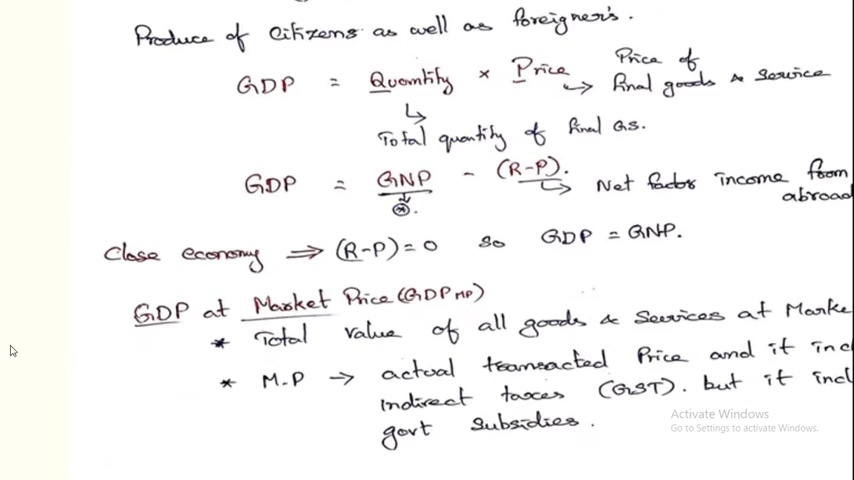 Produce of citizens as well as foreigner's.
GDP = Quantity × Price → Price of final goods & service
↳ Total quantity of final GS.
GDP = GNP - (R-P). → Net factor income from abroad
Close economy ⟹ (R-P) = 0 so GDP = GNP.
GDP at Market Price (GDP MP)
* Total value of all goods & Services at Marke
* M.P → actual transacted Price and it incl
indirect taxes (GST). but it incl
govt subsidies.
Activate Windows
Go to Settings to activate Windows.